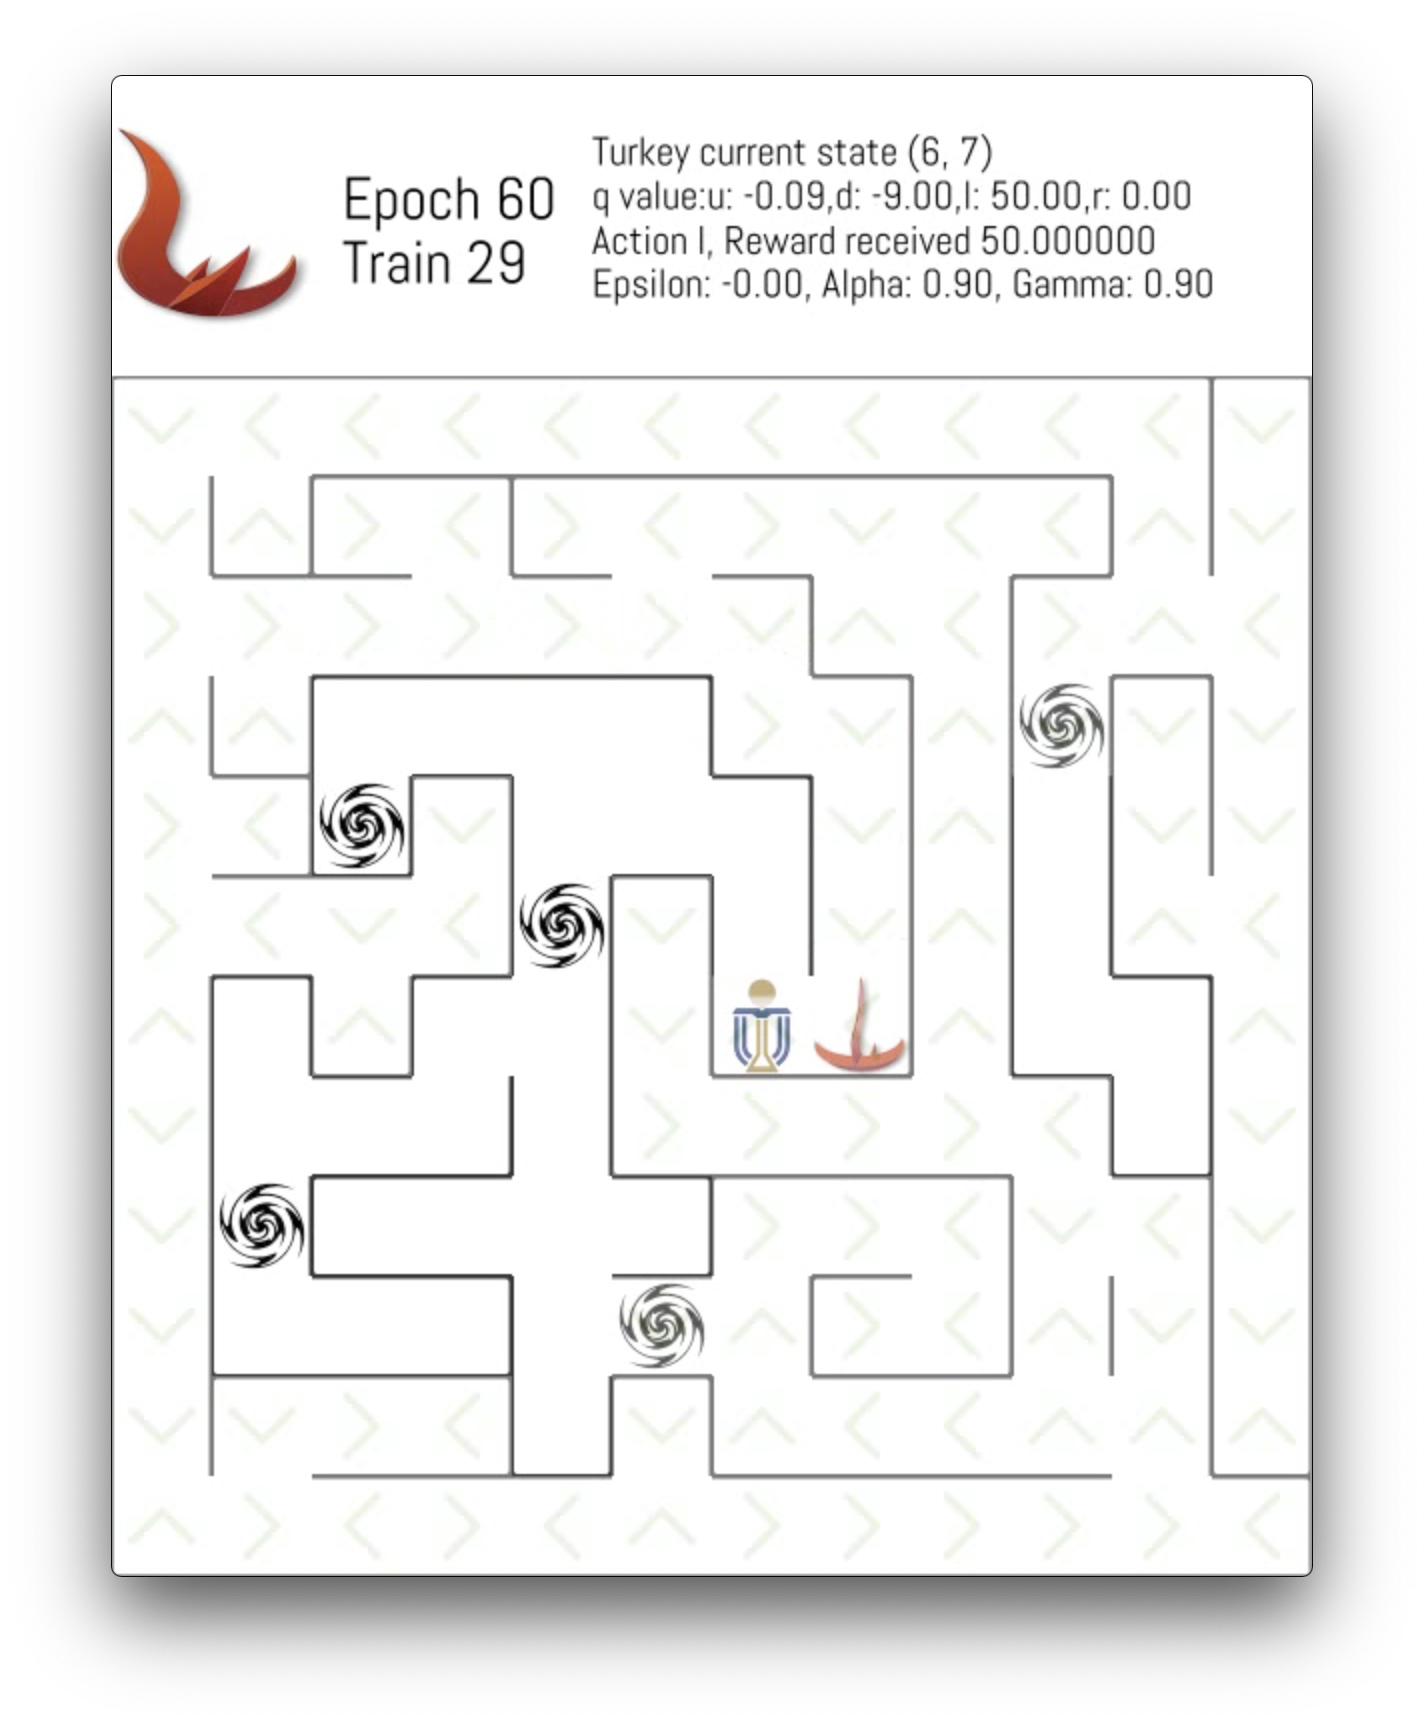 Epoch 60
Train 29
Turkey current state (6, 7)
q value:u: -0.09,d: -9.00,l: 50.00,r: 0.00
Action l, Reward received 50.000000
Epsilon: -0.00, Alpha: 0.90, Gamma: 0.90